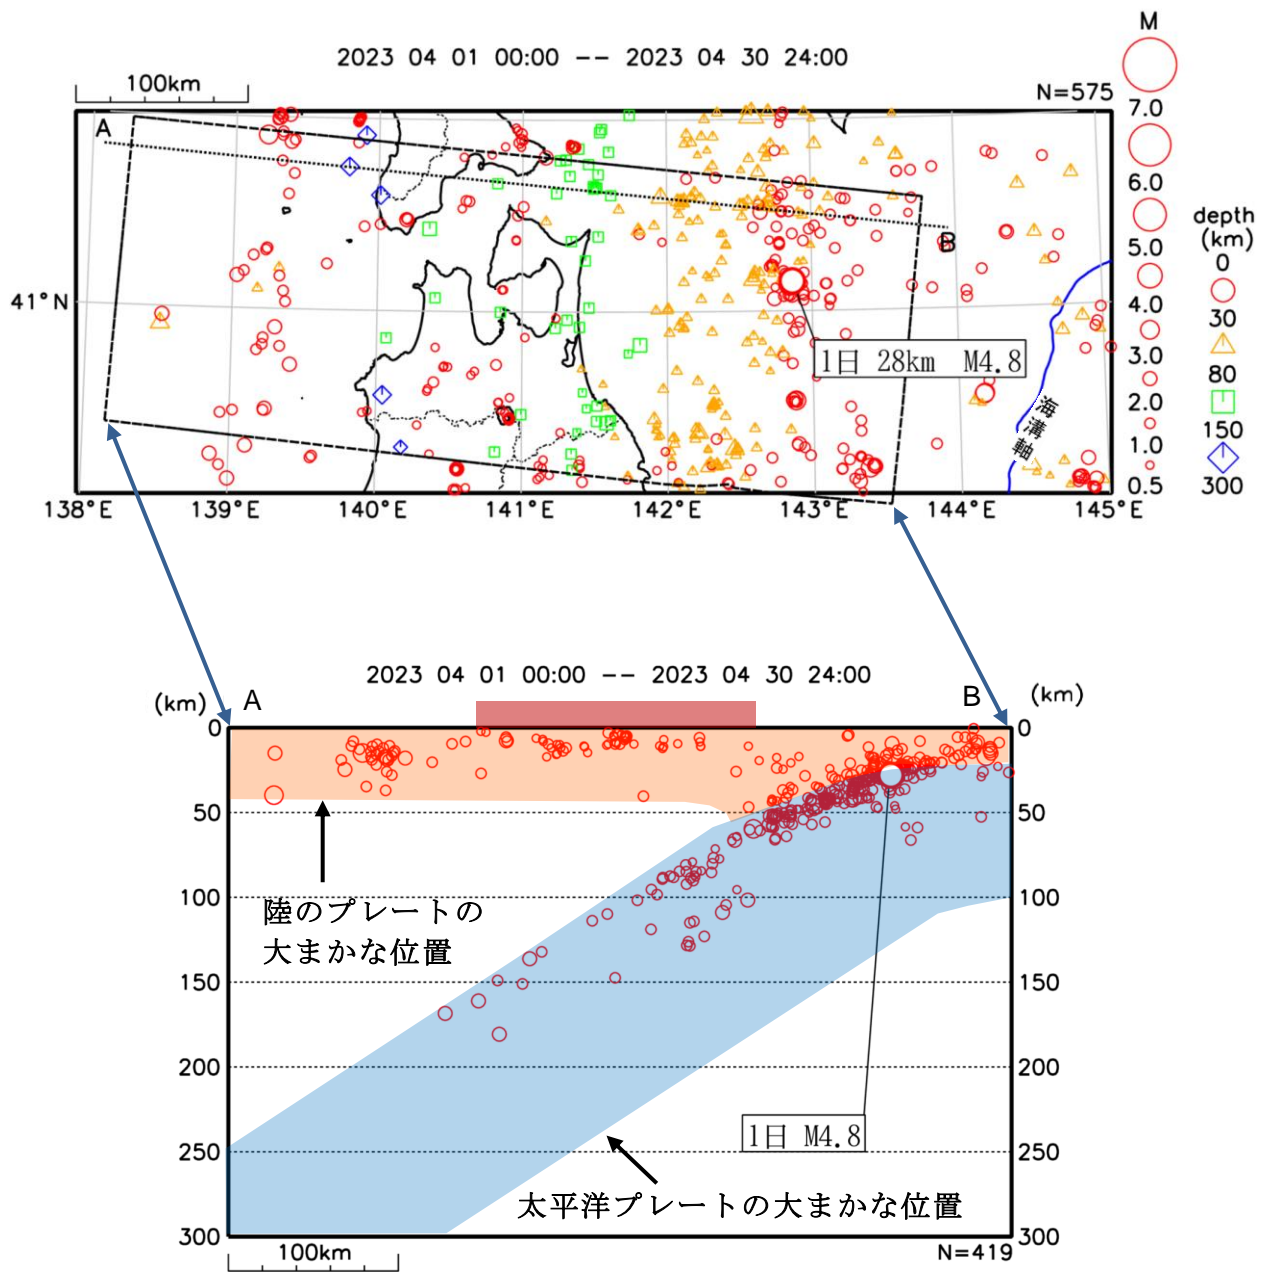 M
2023 04 01 00:00 -- 2023 04 30 24:00
100km
N=575
7.0
A
6.0
depth
(km)
5.0
0
B
41°N
4.0
30
1日 28km M4.8
3.0
80
2.0
海溝軸
150
1.0
0.5
300
138°E
139°E
140°E
141°E
142°E
143°E
144°E
145°E
2023 04 01 00:00 -- 2023 04 30 24:00
(km)
A
B
(km)
0
0
50
50
100
100
陸のプレートの
大まかな位置
150
150
200
200
1日 M4.8
250
250
太平洋プレートの大まかな位置
300
300
100km
N=419